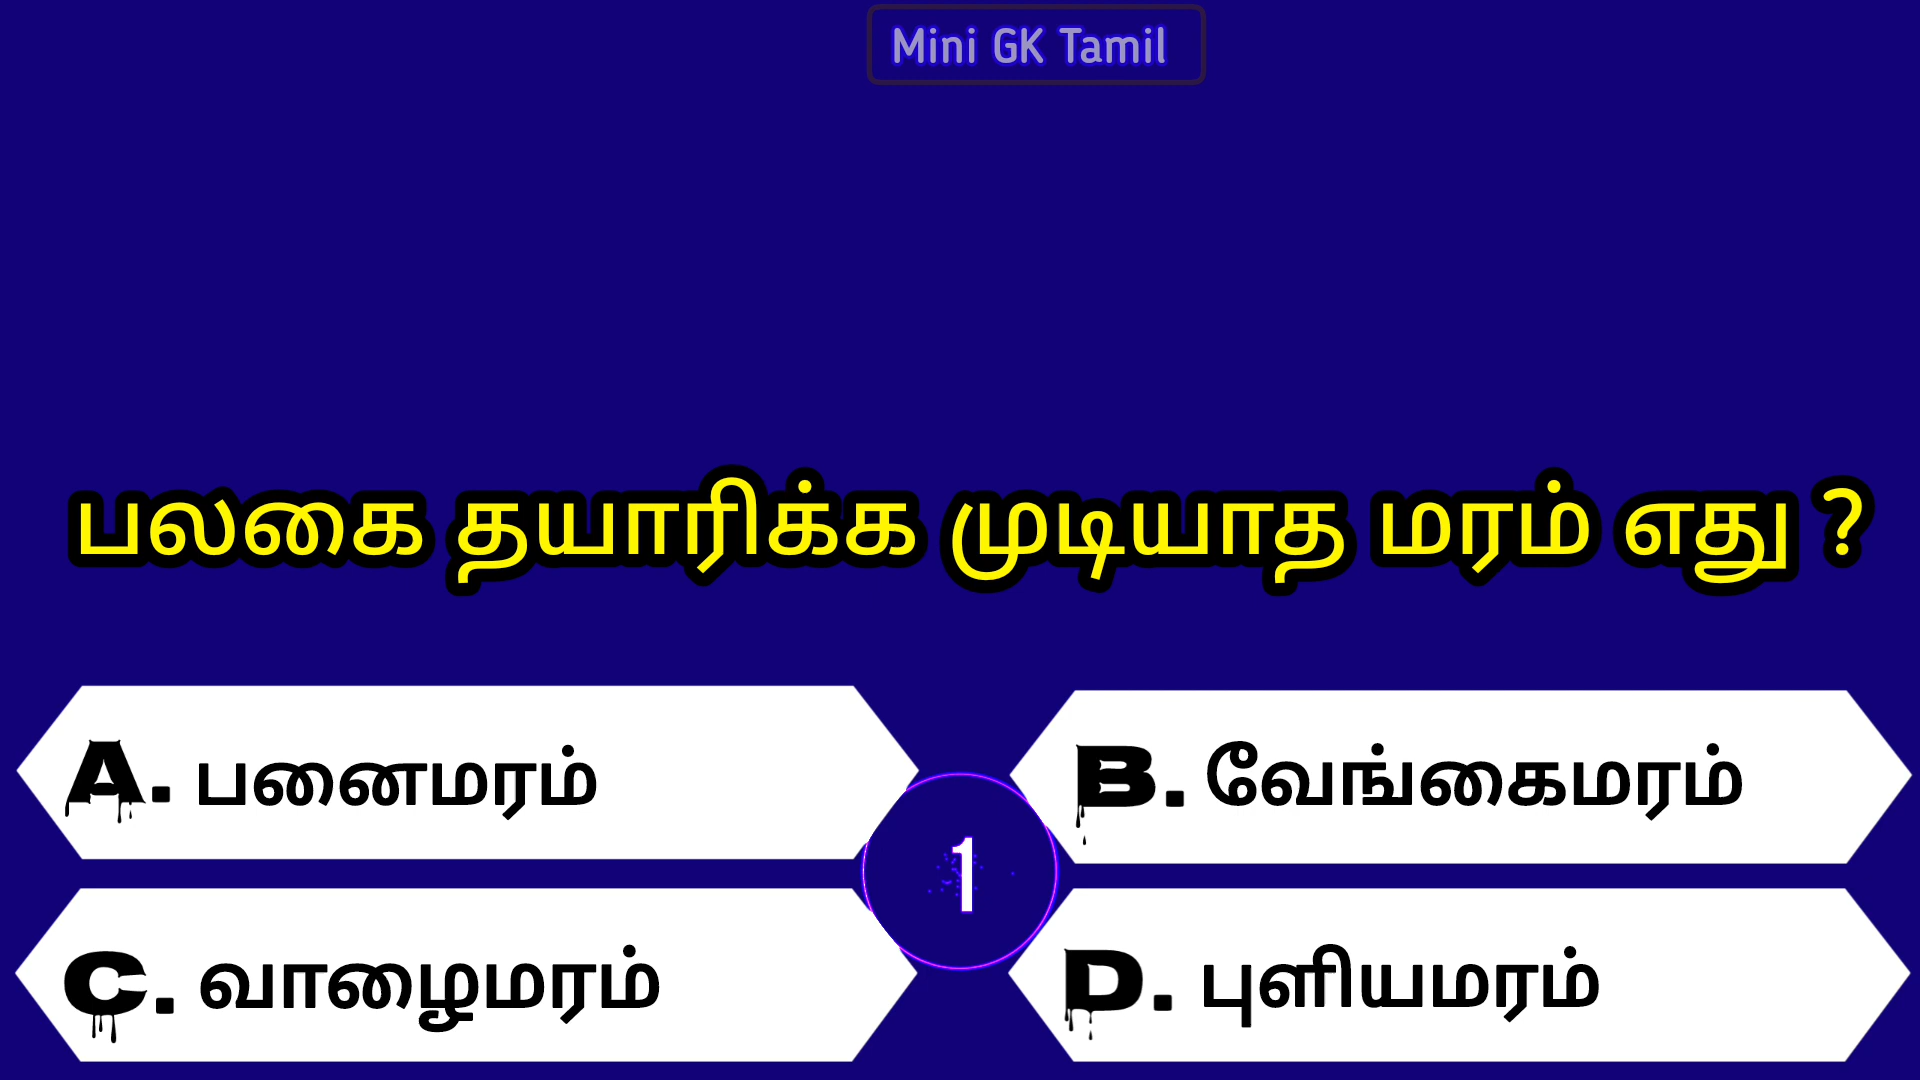 Mini GK Tamil
பலகை தயாரிக்க முடியாத மரம் எது ?
A. பனைமரம்
B. வேங்கைமரம்
1
C. வாழைமரம்
D. புளியமரம்